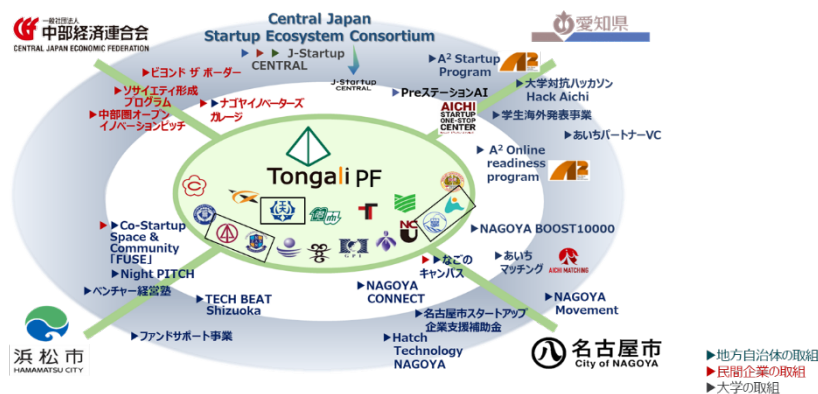 一般社団法人
中部経済連合会
CENTRAL JAPAN ECONOMIC FEDERATION
Central Japan
Startup Ecosystem Consortium
▶▶▶J-Startup
CENTRAL
J-Startup
CENTRAL
愛知県
▶ビヨンド ザ ボーダー
▶ソサイエティ形成
プログラム
▶中部圏オープン
イノベーションピッチ
▶▶ナゴヤイノベーターズ
ガレージ
▶PreステーションAI
AICHI
STARTUP
ONE-STOP
CENTER
▶A² Startup
Program
▶大学対抗ハッカソン
Hack Aichi
▶学生海外発表事業
▶あいちパートナーVC
▶A² Online
readiness
program
Tongali PF
NCU
GPI
▶▶Co-Startup
Space &
Community
「FUSE」
▶Night PITCH
▶ベンチャー経営塾
▶TECH BEAT
Shizuoka
▶ファンドサポート事業
▶NAGOYA
CONNECT
▶▶なごの
キャンパス
▶NAGOYA BOOST10000
▶あいち
マッチング
AICHI MATCHING
▶NAGOYA
Movement
▶名古屋市スタートアップ
企業支援補助金
▶Hatch
Technology
NAGOYA
浜松市
HAMAMATSU CITY
名古屋市
City of NAGOYA
▶地方自治体の取組
▶民間企業の取組
▶大学の取組